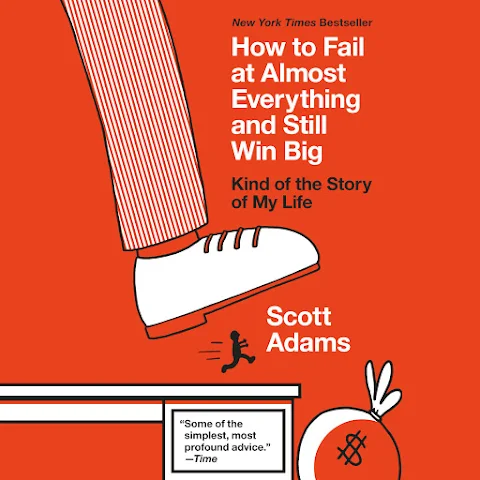 New York Times Bestseller
How to Fail
at Almost
Everything
and Still
Win Big
Kind of the Story
of My Life
Scott
Adams
“Some of the
simplest, most
profound advice.”
—Time
$